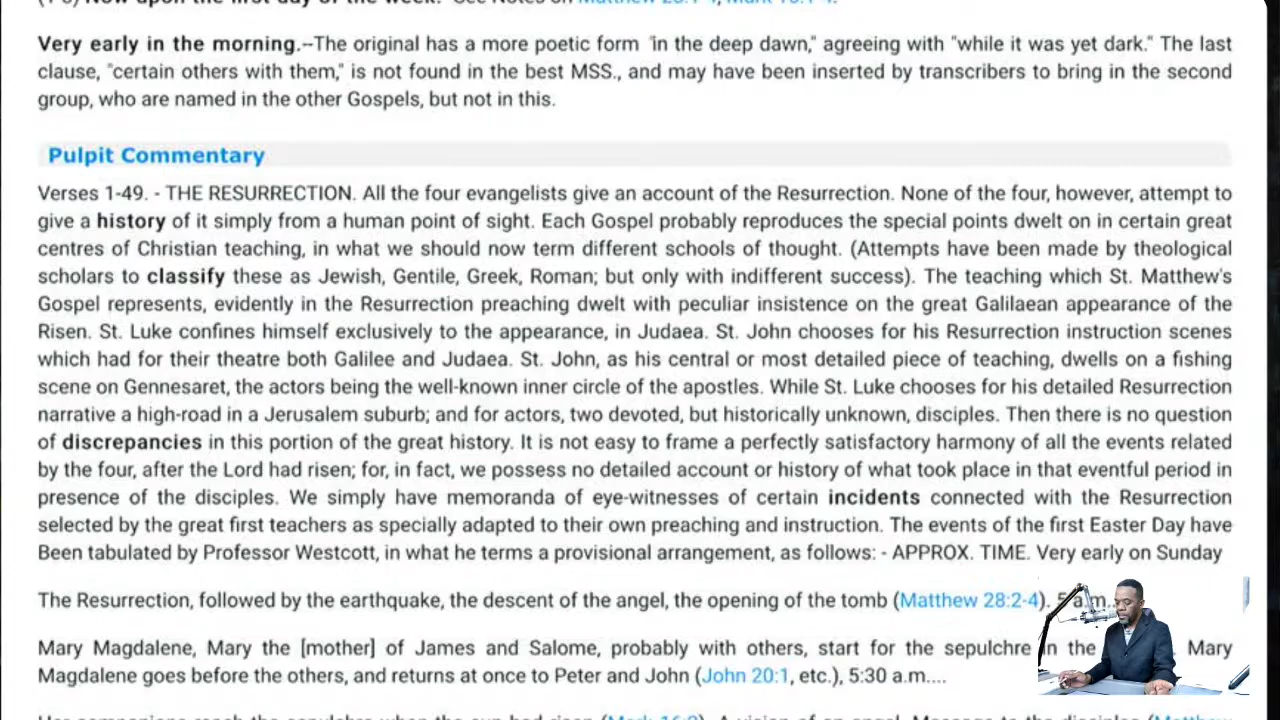 Very early in the morning.--The original has a more poetic form "in the deep dawn," agreeing with "while it was yet dark." The last
clause, "certain others with them," is not found in the best MSS., and may have been inserted by transcribers to bring in the second
group, who are named in the other Gospels, but not in this.
Pulpit Commentary
Verses 1-49. - THE RESURRECTION. All the four evangelists give an account of the Resurrection. None of the four, however, attempt to
give a history of it simply from a human point of sight. Each Gospel probably reproduces the special points dwelt on in certain great
centres of Christian teaching, in what we should now term different schools of thought. (Attempts have been made by theological
scholars to classify these as Jewish, Gentile, Greek, Roman; but only with indifferent success). The teaching which St. Matthew's
Gospel represents, evidently in the Resurrection preaching dwelt with peculiar insistence on the great Galilaean appearance of the
Risen. St. Luke confines himself exclusively to the appearance, in Judaea. St. John chooses for his Resurrection instruction scenes
which had for their theatre both Galilee and Judaea. St. John, as his central or most detailed piece of teaching, dwells on a fishing
scene on Gennesaret, the actors being the well-known inner circle of the apostles. While St. Luke chooses for his detailed Resurrection
narrative a high-road in a Jerusalem suburb; and for actors, two devoted, but historically unknown, disciples. Then there is no question
of discrepancies in this portion of the great history. It is not easy to frame a perfectly satisfactory harmony of all the events related
by the four, after the Lord had risen; for, in fact, we possess no detailed account or history of what took place in that eventful period in
presence of the disciples. We simply have memoranda of eye-witnesses of certain incidents connected with the Resurrection
selected by the great first teachers as specially adapted to their own preaching and instruction. The events of the first Easter Day have
Been tabulated by Professor Westcott, in what he terms a provisional arrangement, as follows: - APPROX. TIME. Very early on Sunday
The Resurrection, followed by the earthquake, the descent of the angel, the opening of the tomb (Matthew 28:2-4). 5 a.m..
Mary Magdalene, Mary the [mother] of James and Salome, probably with others, start for the sepulchre in the Mary
Magdalene goes before the others, and returns at once to Peter and John (John 20:1, etc.), 5:30 a.m....